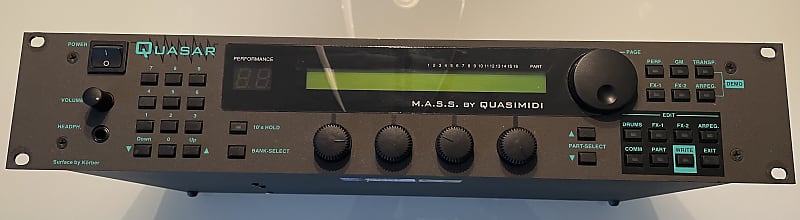 POWER
QUASAR
VOLUME
HEADPH.
7 8 9
4 5 6
1 2 3
Down 0 Up
Surface by Körber
PERFORMANCE
10's HOLD
BANK-SELECT
1 2 3 4 5 6 7 8 9 10 11 12 13 14 15 16 PART
M.A.S.S. BY QUASIMIDI
PAGE
PERF. GM TRANSP.
FX-1 FX-2 ARPEG.
DEMO
PART-SELECT
EDIT
DRUMS FX-1 FX-2 ARPEG.
COMM PART WRITE EXIT